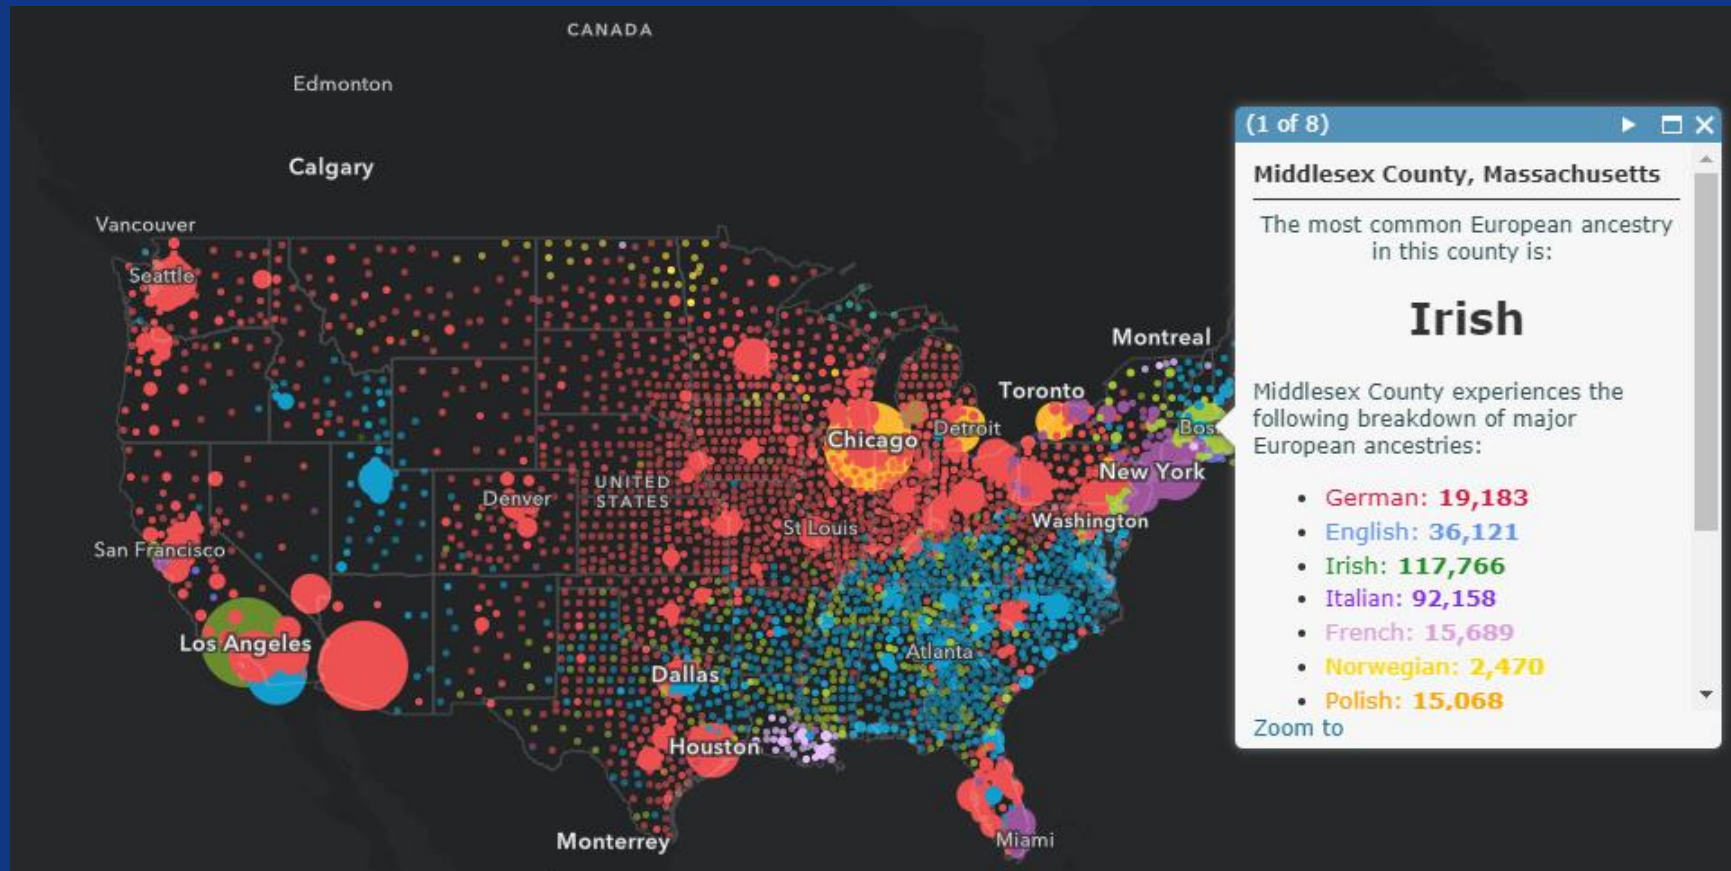 CANADA
Edmonton
Calgary
Vancouver
Seattle
Montreal
Toronto
Chicago
Detroit
Bos
New York
UNITED
STATES
Denver
St Louis
Washington
San Francisco
Los Angeles
Atlanta
Dallas
Houston
Monterrey
Miami
(1 of 8)
Middlesex County, Massachusetts
The most common European ancestry
in this county is:
Irish
Middlesex County experiences the
following breakdown of major
European ancestries:
• German: 19,183
• English: 36,121
• Irish: 117,766
• Italian: 92,158
• French: 15,689
• Norwegian: 2,470
• Polish: 15,068
Zoom to